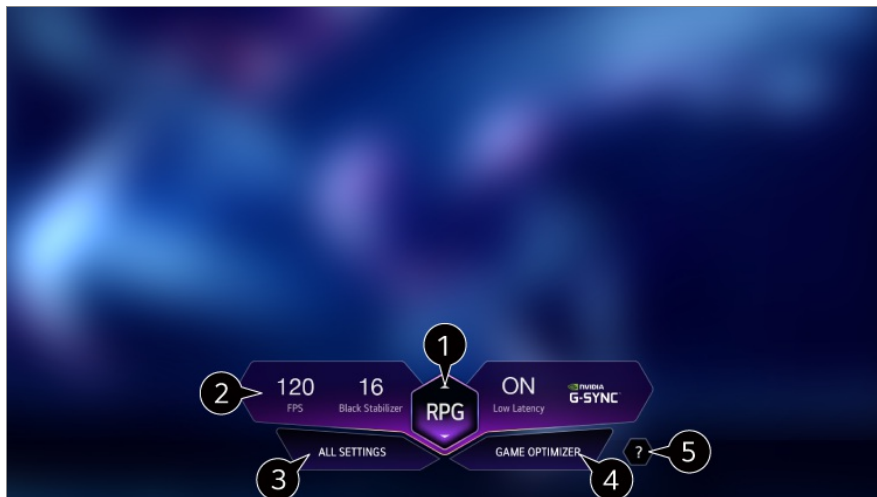 1
2
120
FPS
16
Black Stabilizer
RPG
ON
Low Latency
NVIDIA
G-SYNC
ALL SETTINGS
GAME OPTIMIZER
?
5
3
4